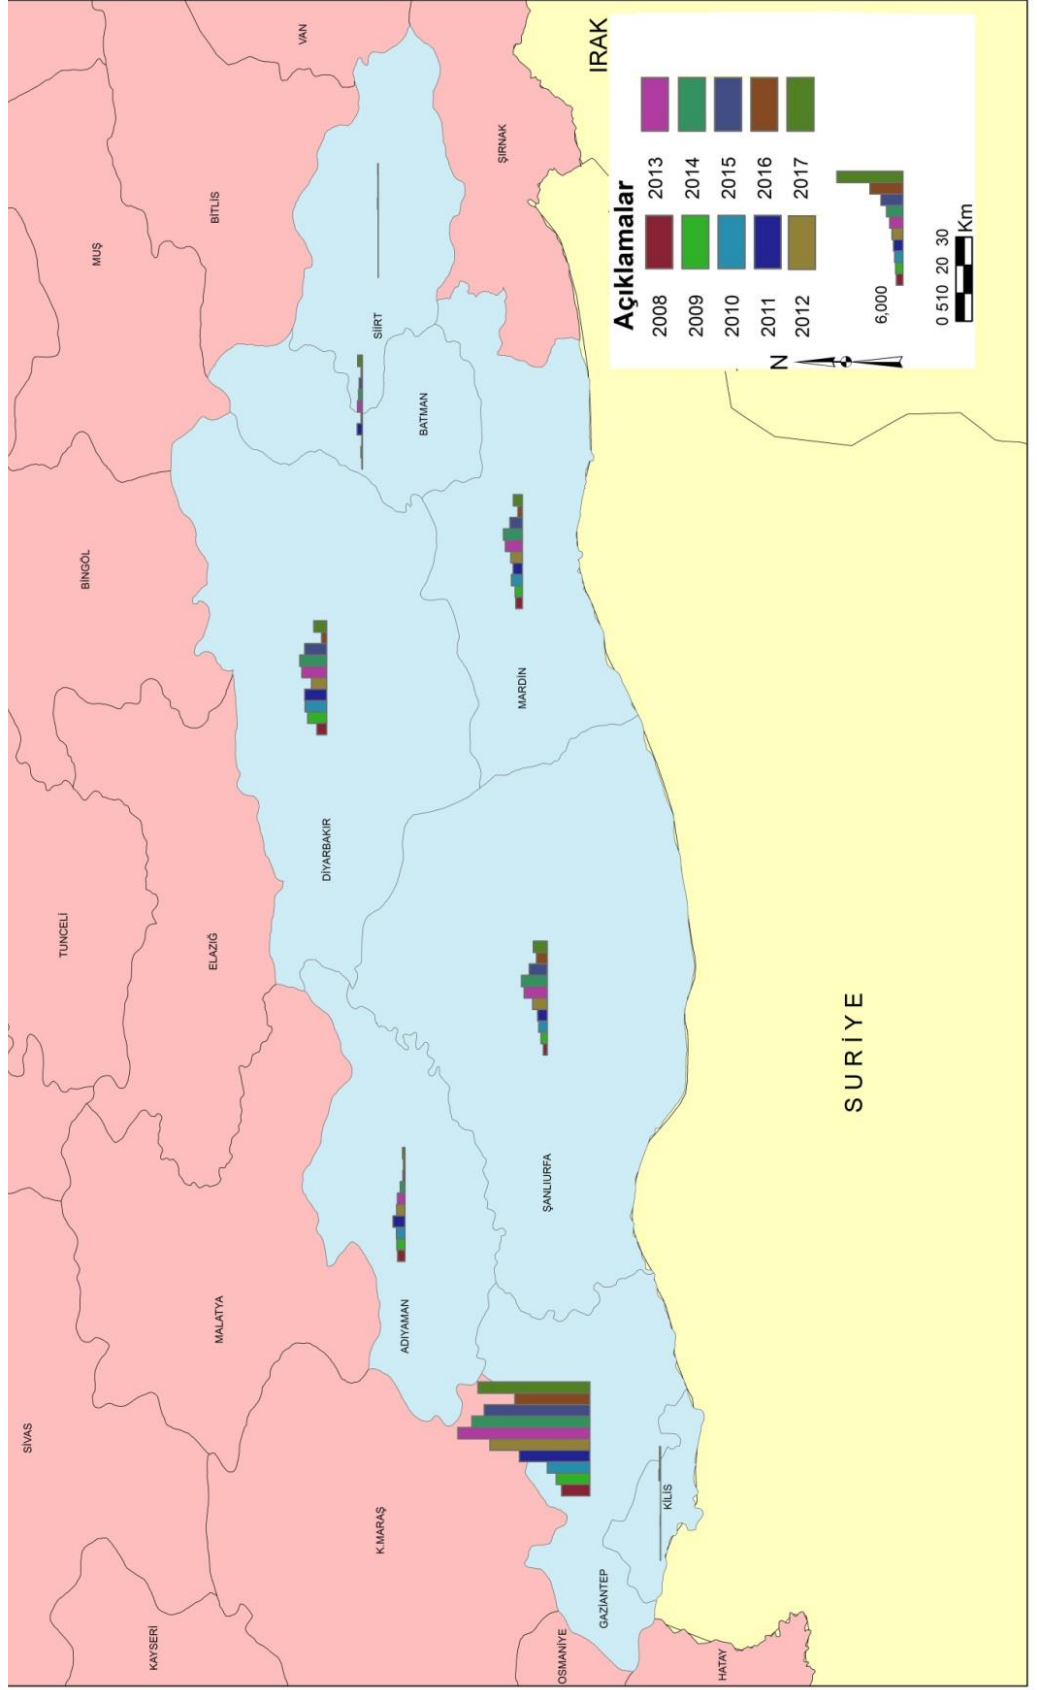 SİVAS
TUNCELİ
BİNGÖL
MUŞ
VAN
KAYSERİ
MALATYA
ELAZIĞ
BİTLİS
K.MARAŞ
ADIYAMAN
DİYARBAKIR
SİİRT
BATMAN
ŞIRNAK
OSMANİYE
GAZİANTEP
KİLİS
ŞANLIURFA
MARDİN
HATAY
SURİYE
IRAK
Açıklamalar
2008 2013
2009 2014
2010 2015
2011 2016
2012 2017
N
6,000
0 510 20 30
Km